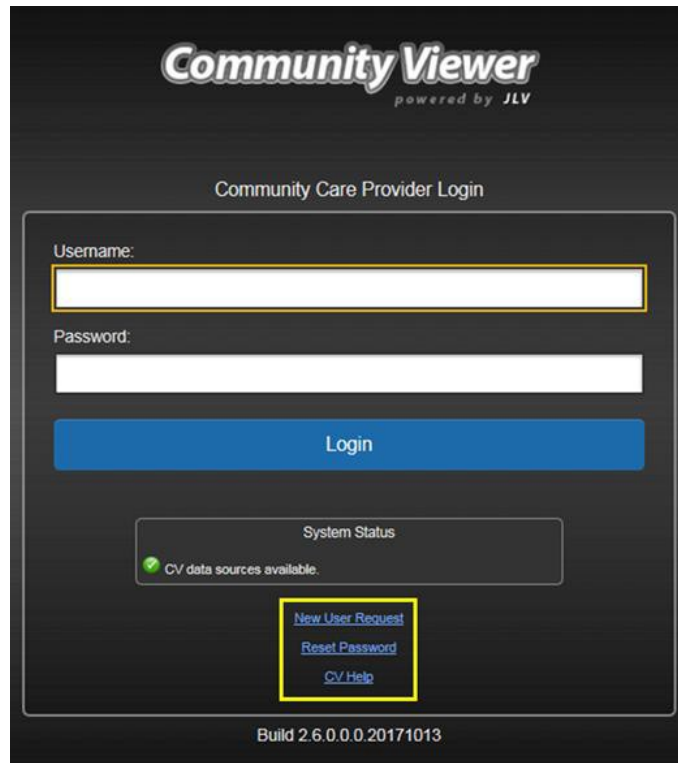 Community Viewer
powered by JLV
Community Care Provider Login
Username:
Password:
Login
System Status
CV data sources available.
New User Request
Reset Password
CV Help
Build 2.6.0.0.0.20171013